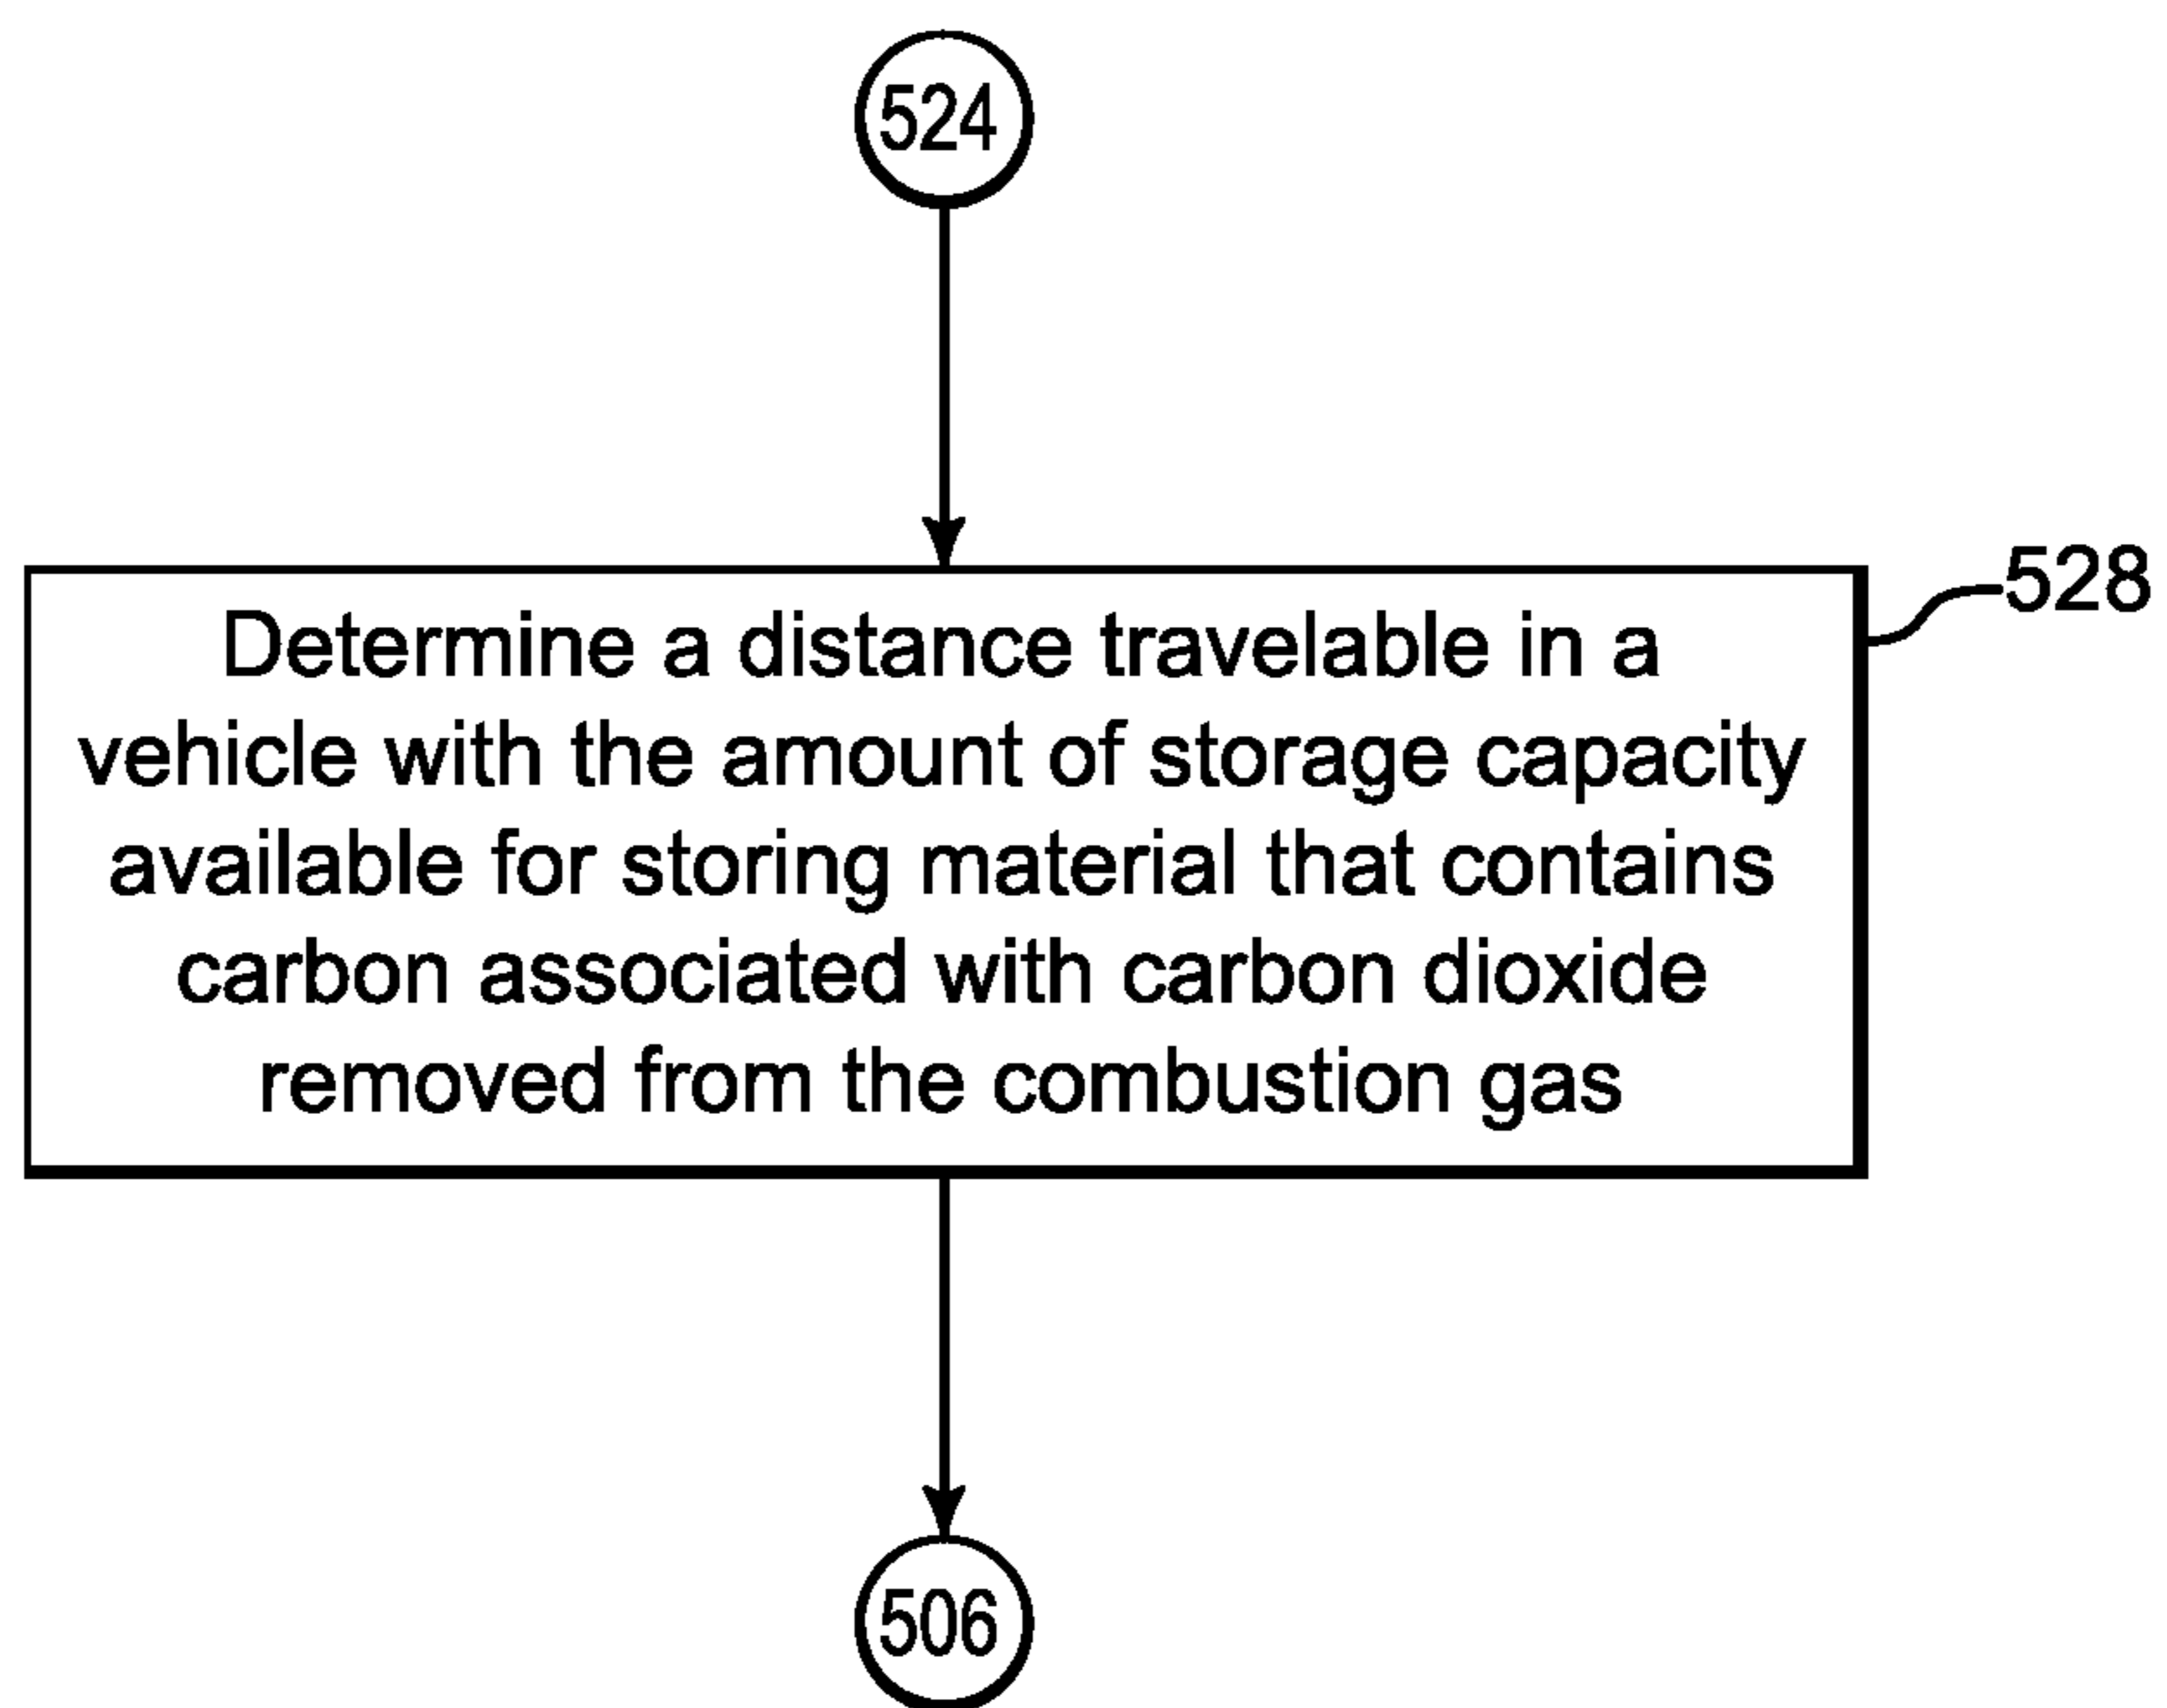 524
528
Determine a distance travelable in a
vehicle with the amount of storage capacity
available for storing material that contains
carbon associated with carbon dioxide
removed from the combustion gas
506